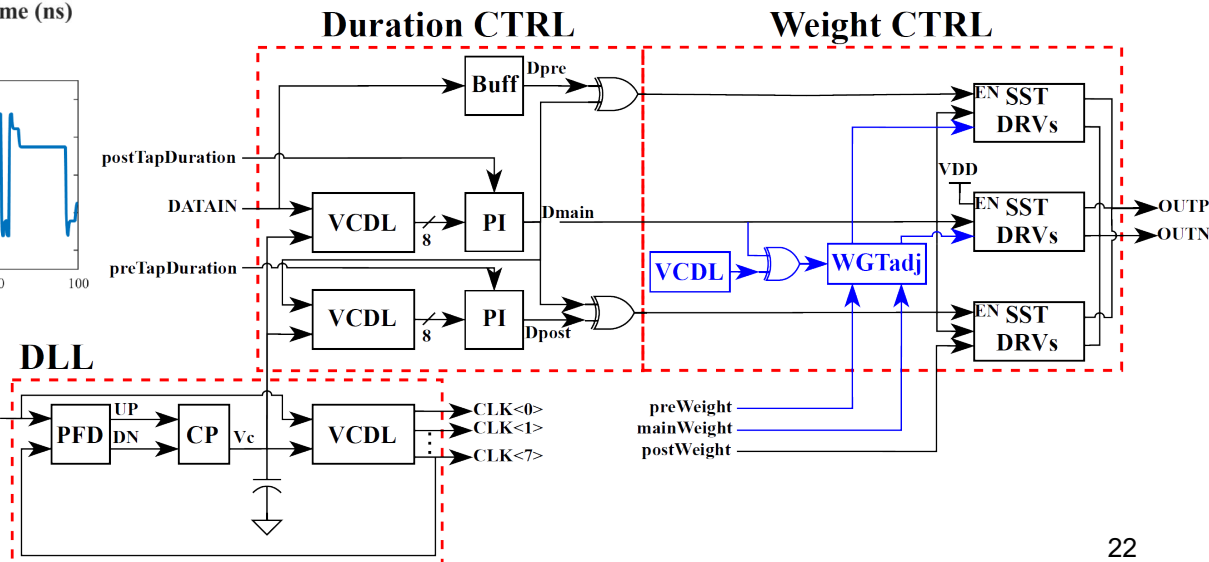 me (ns)
Duration CTRL
Weight CTRL
Buff
Dpre
EN SST
DRVs
postTapDuration
VDD
DATAIN
VCDL
8
PI
Dmain
EN SST
DRVs
OUTP
OUTN
preTapDuration
VCDL
WGTadj
0
100
VCDL
8
PI
Dpost
EN SST
DRVs
DLL
PFD
UP
DN
CP
Vc
VCDL
CLK<0>
CLK<1>
CLK<7>
preWeight
mainWeight
postWeight
22